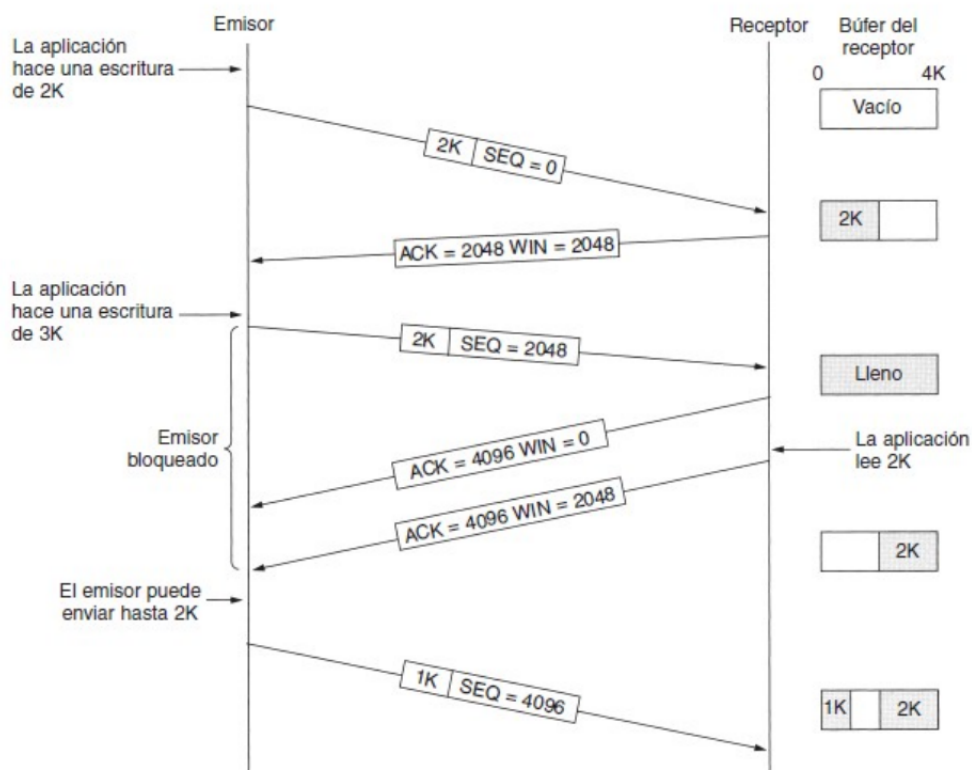 Emisor
Receptor
Búfer del
receptor
0 4K
La aplicación
hace una escritura
de 2K
Vacío
2K SEQ = 0
2K
ACK = 2048 WIN = 2048
La aplicación
hace una escritura
de 3K
2K SEQ = 2048
Lleno
Emisor
bloqueado
ACK = 4096 WIN = 0
La aplicación
lee 2K
ACK = 4096 WIN = 2048
2K
El emisor puede
enviar hasta 2K
1K SEQ = 4096
1K 2K